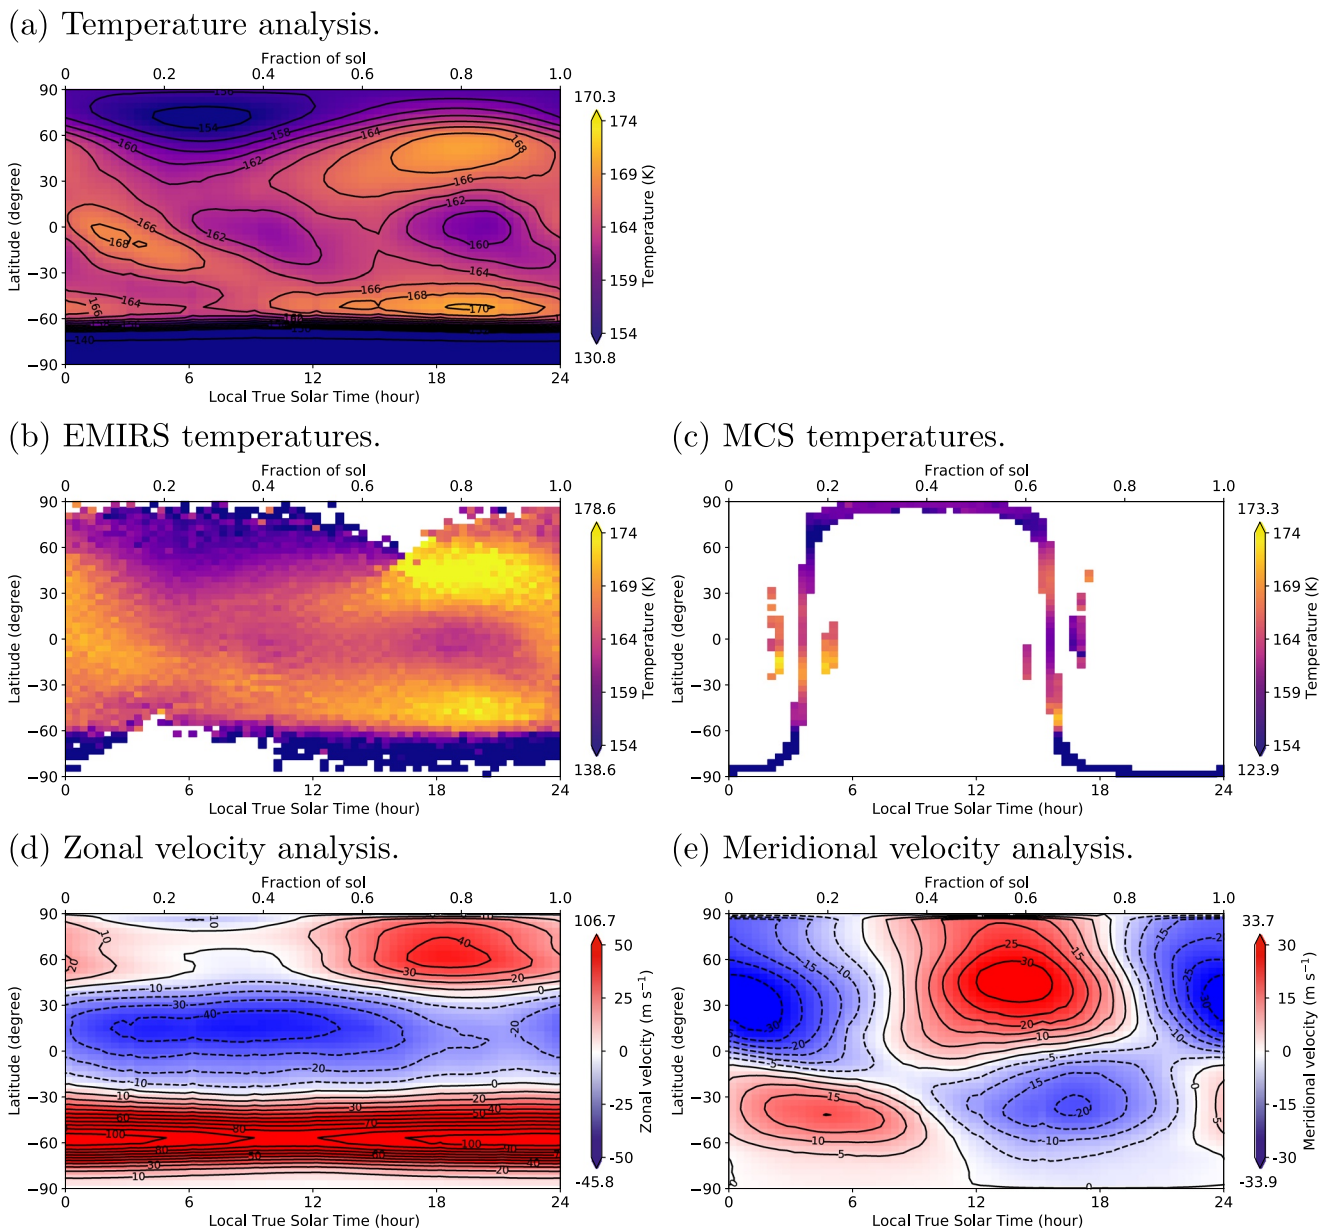 (a) Temperature analysis.
Fraction of sol
0 0.2 0.4 0.6 0.8 1.0
90 60 30 0 −30 −60 −90
Latitude (degree)
156 154 158 160 162 164 168 166 162 166 168 162 160 164 166 164 166 168 168 170 140
0 6 12 18 24
Local True Solar Time (hour)
170.3
174 169 164 159 154
130.8
Temperature (K)
(b) EMIRS temperatures.
Fraction of sol
0 0.2 0.4 0.6 0.8 1.0
90 60 30 0 −30 −60 −90
Latitude (degree)
0 6 12 18 24
Local True Solar Time (hour)
178.6
174 169 164 159 154
138.6
Temperature (K)
(c) MCS temperatures.
Fraction of sol
0 0.2 0.4 0.6 0.8 1.0
90 60 30 0 −30 −60 −90
Latitude (degree)
0 6 12 18 24
Local True Solar Time (hour)
173.3
174 169 164 159 154
123.9
Temperature (K)
(d) Zonal velocity analysis.
Fraction of sol
0 0.2 0.4 0.6 0.8 1.0
90 60 30 0 −30 −60 −90
Latitude (degree)
10 10 20 40 30 20 0 -10 -30 -40 -20 -20 -10 0 10 30 50 40 60 70 80 80 100 100 90 80 50 60 30 30 10 10
0 6 12 18 24
Local True Solar Time (hour)
106.7
50 25 0 -25 -50
-45.8
Zonal velocity (m s⁻¹)
(e) Meridional velocity analysis.
Fraction of sol
0 0.2 0.4 0.6 0.8 1.0
90 60 30 0 −30 −60 −90
Latitude (degree)
-15 -10 -30 -20 -5 25 15 30 20 10 -5 -15 -10 -25 -20 15 10 5 -15 -20 -10 -5 0 5 0 0
0 6 12 18 24
Local True Solar Time (hour)
33.7
30 15 0 -15 -30
-33.9
Meridional velocity (m s⁻¹)